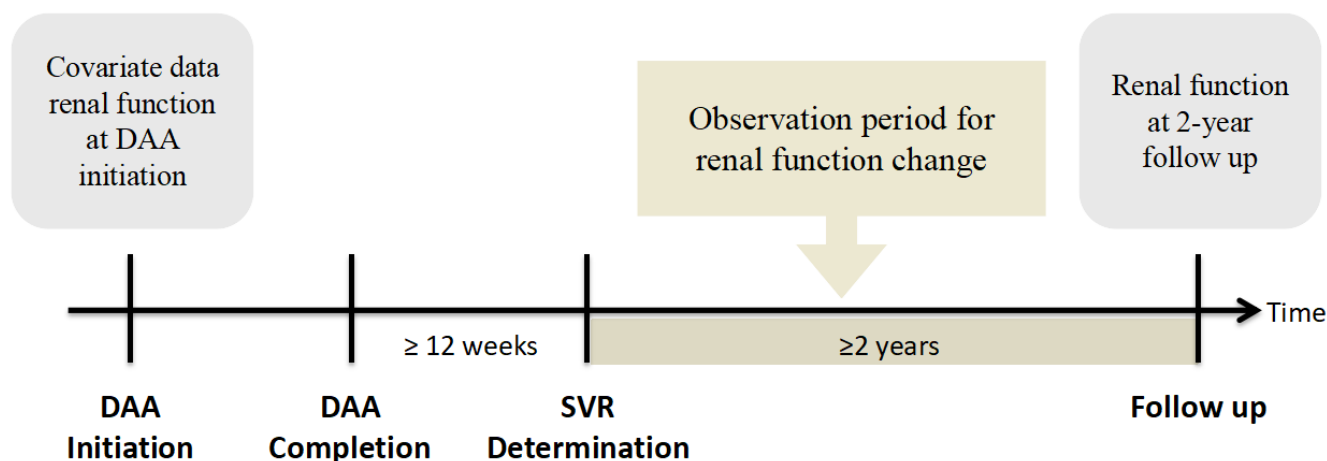 Covariate data
renal function
at DAA
initiation
Observation period for
renal function change
Renal function
at 2-year
follow up
Time
≥ 12 weeks
≥2 years
DAA
Initiation
DAA
Completion
SVR
Determination
Follow up